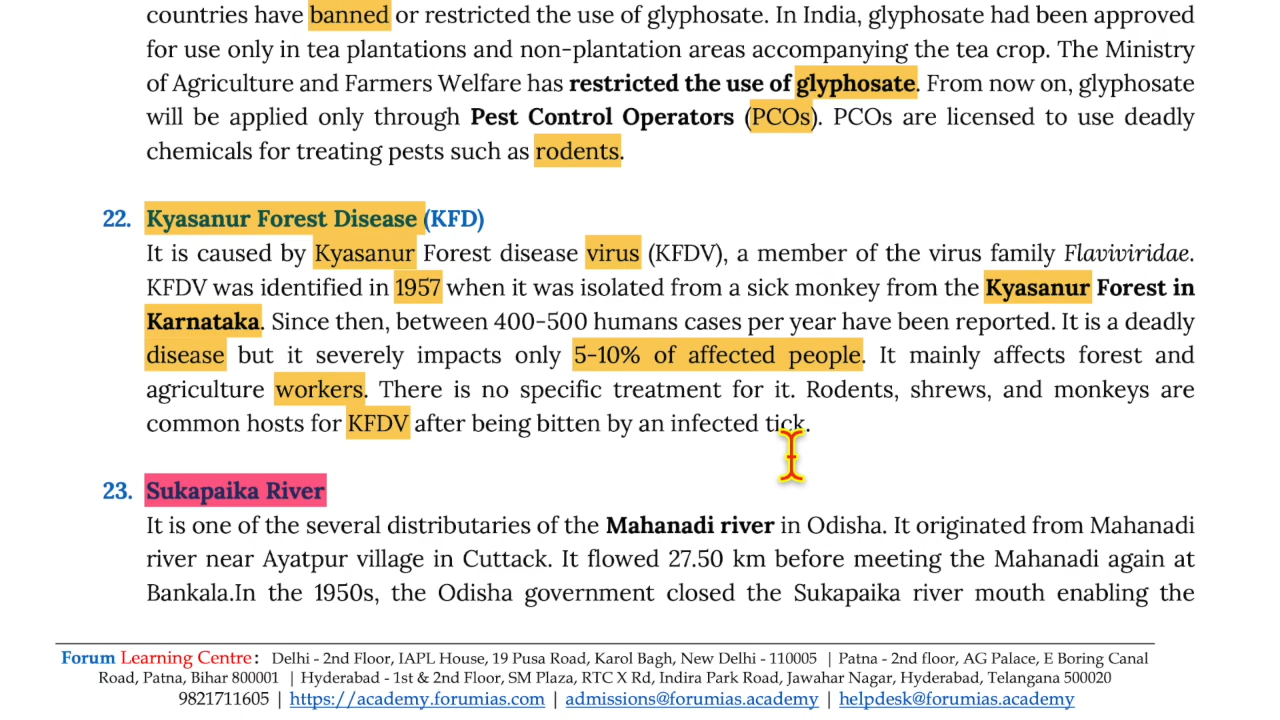 countries have banned or restricted the use of glyphosate. In India, glyphosate had been approved
for use only in tea plantations and non-plantation areas accompanying the tea crop. The Ministry
of Agriculture and Farmers Welfare has restricted the use of glyphosate. From now on, glyphosate
will be applied only through Pest Control Operators (PCOs). PCOs are licensed to use deadly
chemicals for treating pests such as rodents.
22. Kyasanur Forest Disease (KFD)
It is caused by Kyasanur Forest disease virus (KFDV), a member of the virus family Flaviviridae.
KFDV was identified in 1957 when it was isolated from a sick monkey from the Kyasanur Forest in
Karnataka. Since then, between 400-500 humans cases per year have been reported. It is a deadly
disease but it severely impacts only 5-10% of affected people. It mainly affects forest and
agriculture workers. There is no specific treatment for it. Rodents, shrews, and monkeys are
common hosts for KFDV after being bitten by an infected tick.
23. Sukapaika River
It is one of the several distributaries of the Mahanadi river in Odisha. It originated from Mahanadi
river near Ayatpur village in Cuttack. It flowed 27.50 km before meeting the Mahanadi again at
Bankala.In the 1950s, the Odisha government closed the Sukapaika river mouth enabling the
Forum Learning Centre: Delhi - 2nd Floor, IAPL House, 19 Pusa Road, Karol Bagh, New Delhi - 110005 | Patna - 2nd floor, AG Palace, E Boring Canal
Road, Patna, Bihar 800001 | Hyderabad - 1st & 2nd Floor, SM Plaza, RTC X Rd, Indira Park Road, Jawahar Nagar, Hyderabad, Telangana 500020
9821711605 | https://academy.forumias.com | admissions@forumias.academy | helpdesk@forumias.academy